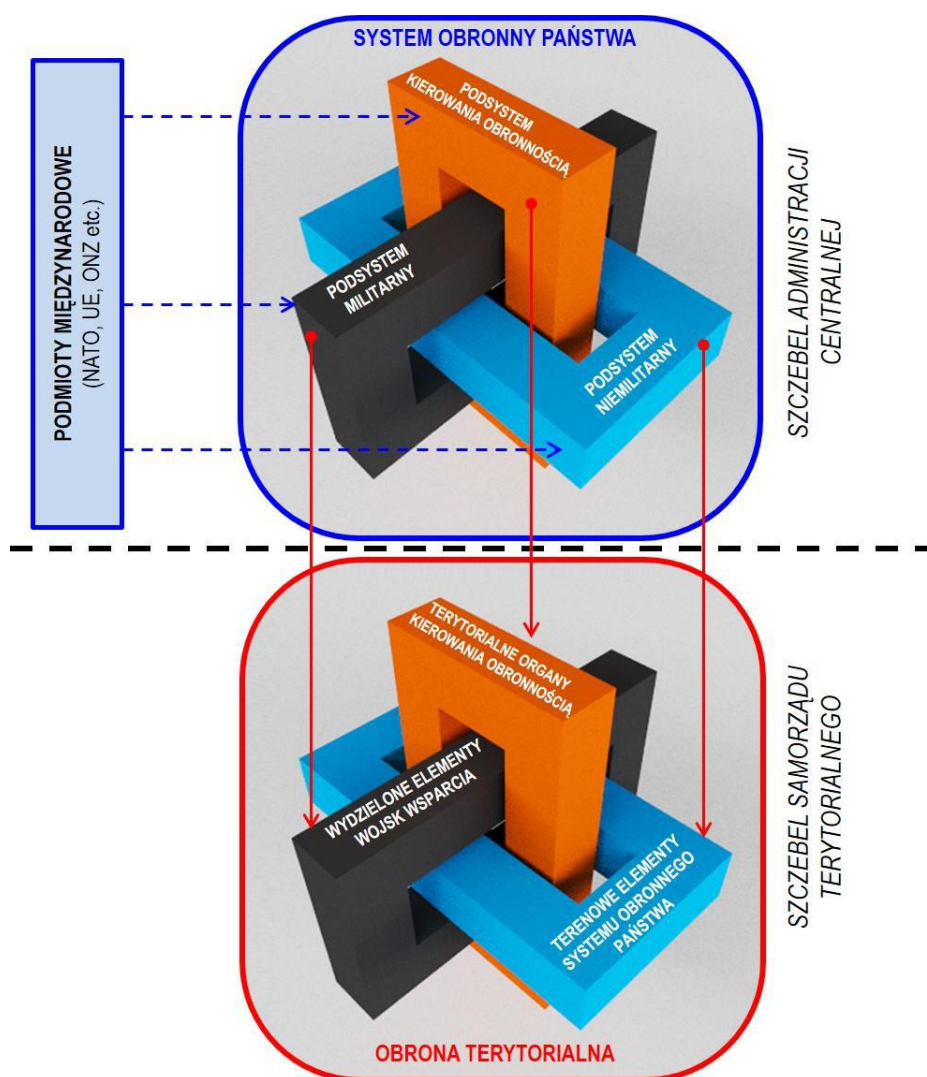 SYSTEM OBRONNY PAŃSTWA
PODMIOTY MIĘDZYNARODOWE
(NATO, UE, ONZ etc.)
PODSYSTEM
KIEROWANIA OBRONNOŚCIĄ
PODSYSTEM
MILITARNY
PODSYSTEM
NIEMILITARNY
SZCZEBEL ADMINISTRACJI
CENTRALNEJ
TERYTORIALNE ORGANY
KIEROWANIA OBRONNOŚCIĄ
WYDZIELONE ELEMENTY
WOJSK WSPARCIA
TERENOWE ELEMENTY
SYSTEMU OBRONNEGO
PAŃSTWA
SZCZEBEL SAMORZĄDU
TERYTORIALNEGO
OBRONA TERYTORIALNA